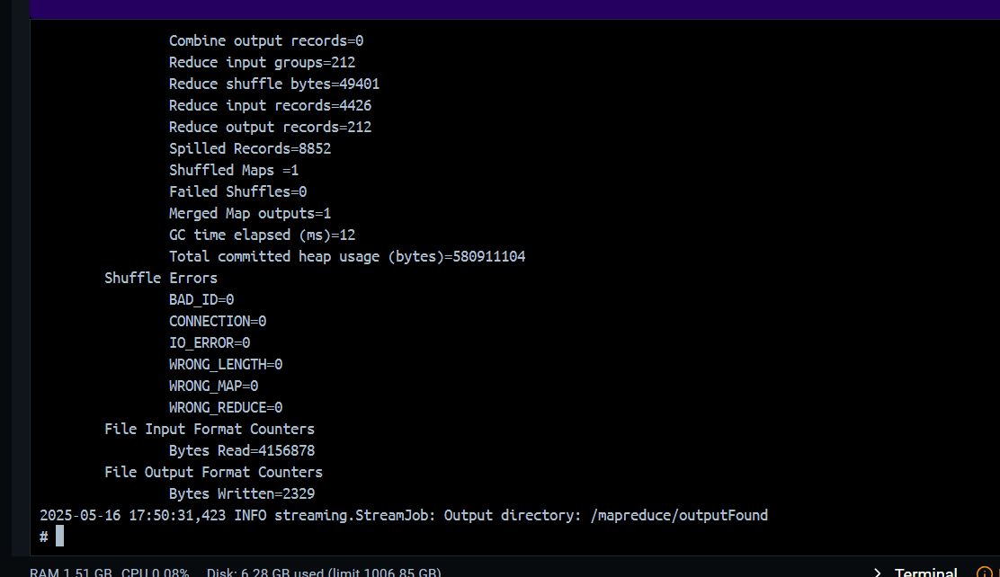 Combine output records=0
Reduce input groups=212
Reduce shuffle bytes=49401
Reduce input records=4426
Reduce output records=212
Spilled Records=8852
Shuffled Maps =1
Failed Shuffles=0
Merged Map outputs=1
GC time elapsed (ms)=12
Total committed heap usage (bytes)=580911104
Shuffle Errors
BAD_ID=0
CONNECTION=0
IO_ERROR=0
WRONG_LENGTH=0
WRONG_MAP=0
WRONG_REDUCE=0
File Input Format Counters
Bytes Read=4156878
File Output Format Counters
Bytes Written=2329
2025-05-16 17:50:31,423 INFO streaming.StreamJob: Output directory: /mapreduce/outputFound
#
RAM 1.51 GB CPU 0.08% Disk: 6.28 GB used (limit 1006.85 GB) > Terminal